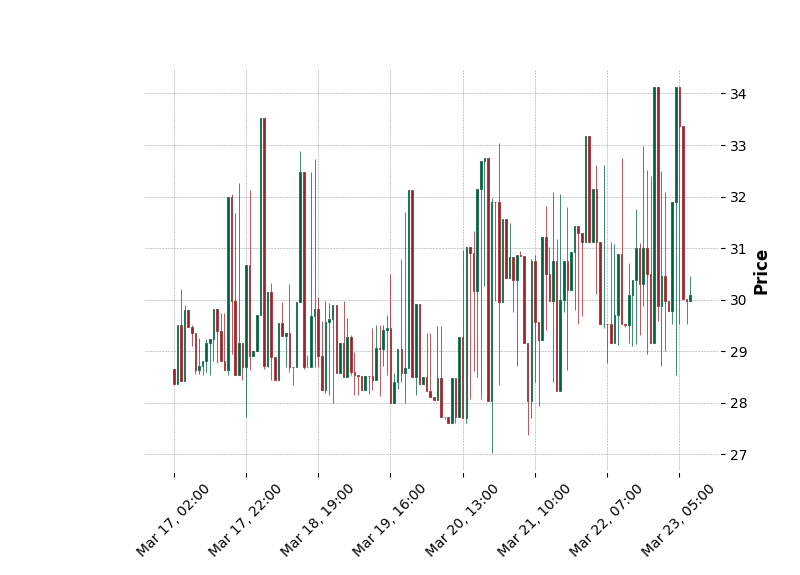 34
33
32
31
30
29
28
27
Price
Mar 17, 02:00
Mar 17, 22:00
Mar 18, 19:00
Mar 19, 16:00
Mar 20, 13:00
Mar 21, 10:00
Mar 22, 07:00
Mar 23, 05:00